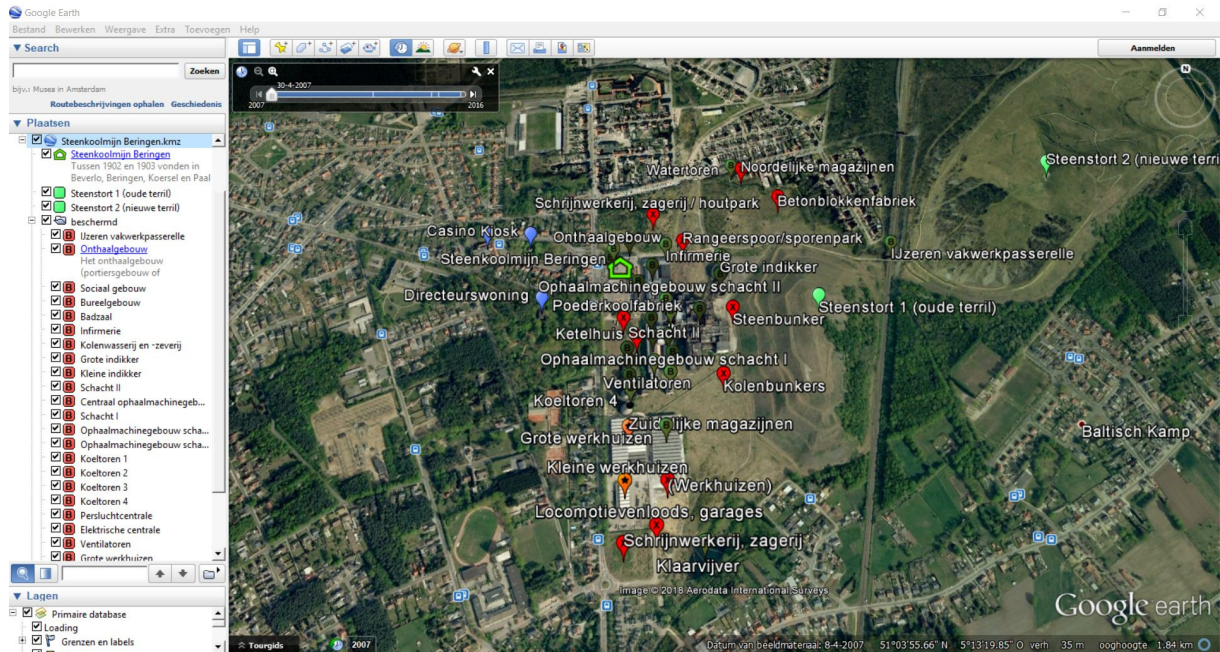 Google Earth
Bestand Bewerken Weergave Extra Toevoegen Help
▼ Search
Zoeken
bijv.: Musea in Amsterdam
Routebeschrijvingen ophalen Geschiedenis
▼ Plaatsen
Steenkoolmijn Beringen.kmz
Steenkoolmijn Beringen
Tussen 1902 en 1903 vonden in
Beverlo, Beringen, Koersel en Paal
Steenstort 1 (oude terril)
Steenstort 2 (nieuwe terril)
beschermd
IJzeren vakwerkpasserelle
Onthaalgebouw
Het onthaalgebouw
(portiersgebouw of
Sociaal gebouw
Bureelgebouw
Badzaal
Infirmerie
Kolenwasserij en -zeverij
Grote indikker
Kleine indikker
Schacht II
Centraal ophaalmachinegeb...
Schacht I
Ophaalmachinegebouw scha...
Ophaalmachinegebouw scha...
Koeltoren 1
Koeltoren 2
Koeltoren 3
Koeltoren 4
Persluchtcentrale
Elektrische centrale
Ventilatoren
Grote werkhuizen
▼ Lagen
Primaire database
Loading
Grenzen en labels
Aanmelden
30-4-2007
2007
2016
N
Watertoren
Noordelijke magazijnen
Steenstort 2 (nieuwe terri
Schrijnwerkerij, zagerij / houtpark
Betonblokkenfabriek
Casino
Kiosk
Onthaalgebouw
Rangeerspoor/sporenpark
IJzeren vakwerkpasserelle
Steenkoolmijn Beringen
Infirmerie
Grote indikker
Ophaalmachinegebouw schacht II
Directeurswoning
Poederkoolfabriek
Steenbunker
Steenstort 1 (oude terril)
Ketelhuis
Schacht II
Ophaalmachinegebouw schacht I
Ventilatoren
Kolenbunkers
Koeltoren 4
Zuidelijke magazijnen
Grote werkhuizen
Baltisch Kamp
Kleine werkhuizen
(Werkhuizen)
Locomotievenloods, garages
Schrijnwerkerij, zagerij
Klaarvijver
Image © 2018 Aerodata International Surveys
Google earth
Tourgids
2007
Datum van beeldmateriaal: 8-4-2007 51°03'55.66" N 5°13'19.85" O verh 35 m ooghoogte 1.84 km